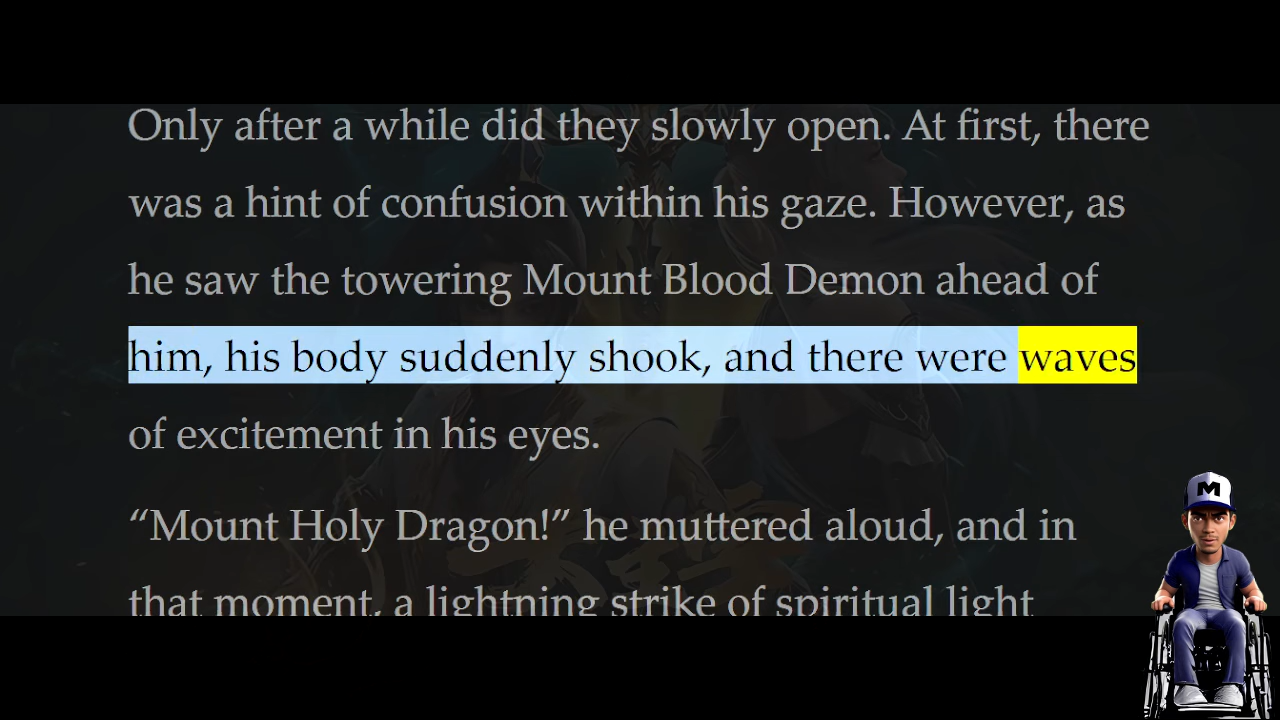 Only after a while did they slowly open. At first, there
was a hint of confusion within his gaze. However, as
he saw the towering Mount Blood Demon ahead of
him, his body suddenly shook, and there were waves
of excitement in his eyes.
“Mount Holy Dragon!” he muttered aloud, and in
that moment, a lightning strike of spiritual light
M